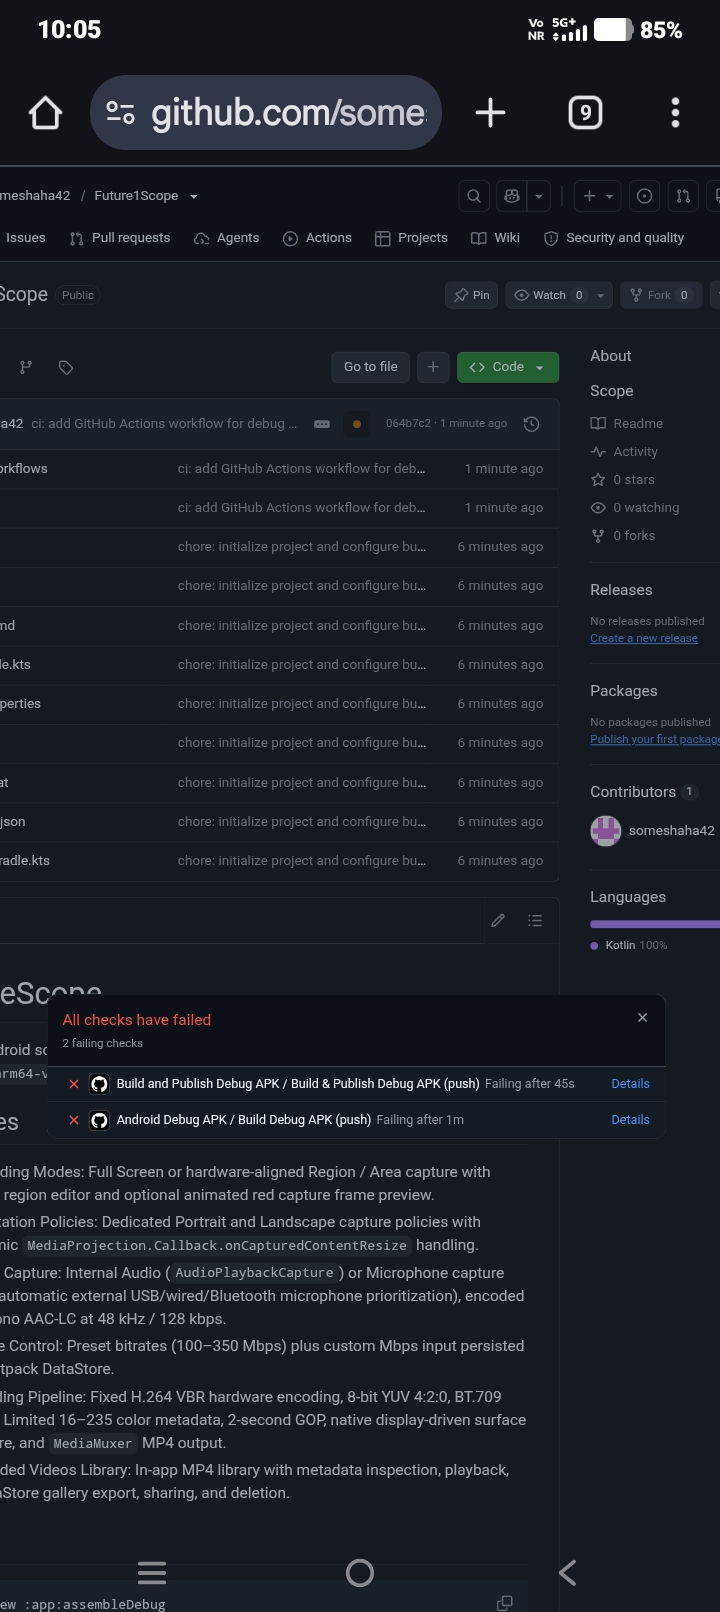 10:05
Vo NR 5G+ 85%
github.com/some
9
meshaha42 / Future1Scope
Issues Pull requests Agents Actions Projects Wiki Security and quality
Scope Public Pin Watch 0 Fork 0
Go to file Code
About
Scope
a42 ci: add GitHub Actions workflow for debug ... 064b7c2 · 1 minute ago
Readme
Activity
0 stars
0 watching
0 forks
orkflows ci: add GitHub Actions workflow for deb... 1 minute ago
ci: add GitHub Actions workflow for deb... 1 minute ago
chore: initialize project and configure bu... 6 minutes ago
chore: initialize project and configure bu... 6 minutes ago
md chore: initialize project and configure bu... 6 minutes ago
le.kts chore: initialize project and configure bu... 6 minutes ago
perties chore: initialize project and configure bu... 6 minutes ago
chore: initialize project and configure bu... 6 minutes ago
at chore: initialize project and configure bu... 6 minutes ago
json chore: initialize project and configure bu... 6 minutes ago
radle.kts chore: initialize project and configure bu... 6 minutes ago
Releases
No releases published
Create a new release
Packages
No packages published
Publish your first package
Contributors 1
someshaha42
Languages
Kotlin 100%
eScope
All checks have failed
2 failing checks
Build and Publish Debug APK / Build & Publish Debug APK (push) Failing after 45s Details
Android Debug APK / Build Debug APK (push) Failing after 1m Details
droid sc
arm64-v
es
ding Modes: Full Screen or hardware-aligned Region / Area capture with
region editor and optional animated red capture frame preview.
tation Policies: Dedicated Portrait and Landscape capture policies with
mic MediaProjection.Callback.onCapturedContentResize handling.
Capture: Internal Audio (AudioPlaybackCapture) or Microphone capture
automatic external USB/wired/Bluetooth microphone prioritization), encoded
ono AAC-LC at 48 kHz / 128 kbps.
e Control: Preset bitrates (100–350 Mbps) plus custom Mbps input persisted
tpack DataStore.
ding Pipeline: Fixed H.264 VBR hardware encoding, 8-bit YUV 4:2:0, BT.709
Limited 16–235 color metadata, 2-second GOP, native display-driven surface
re, and MediaMuxer MP4 output.
ded Videos Library: In-app MP4 library with metadata inspection, playback,
aStore gallery export, sharing, and deletion.
ew :app:assembleDebug